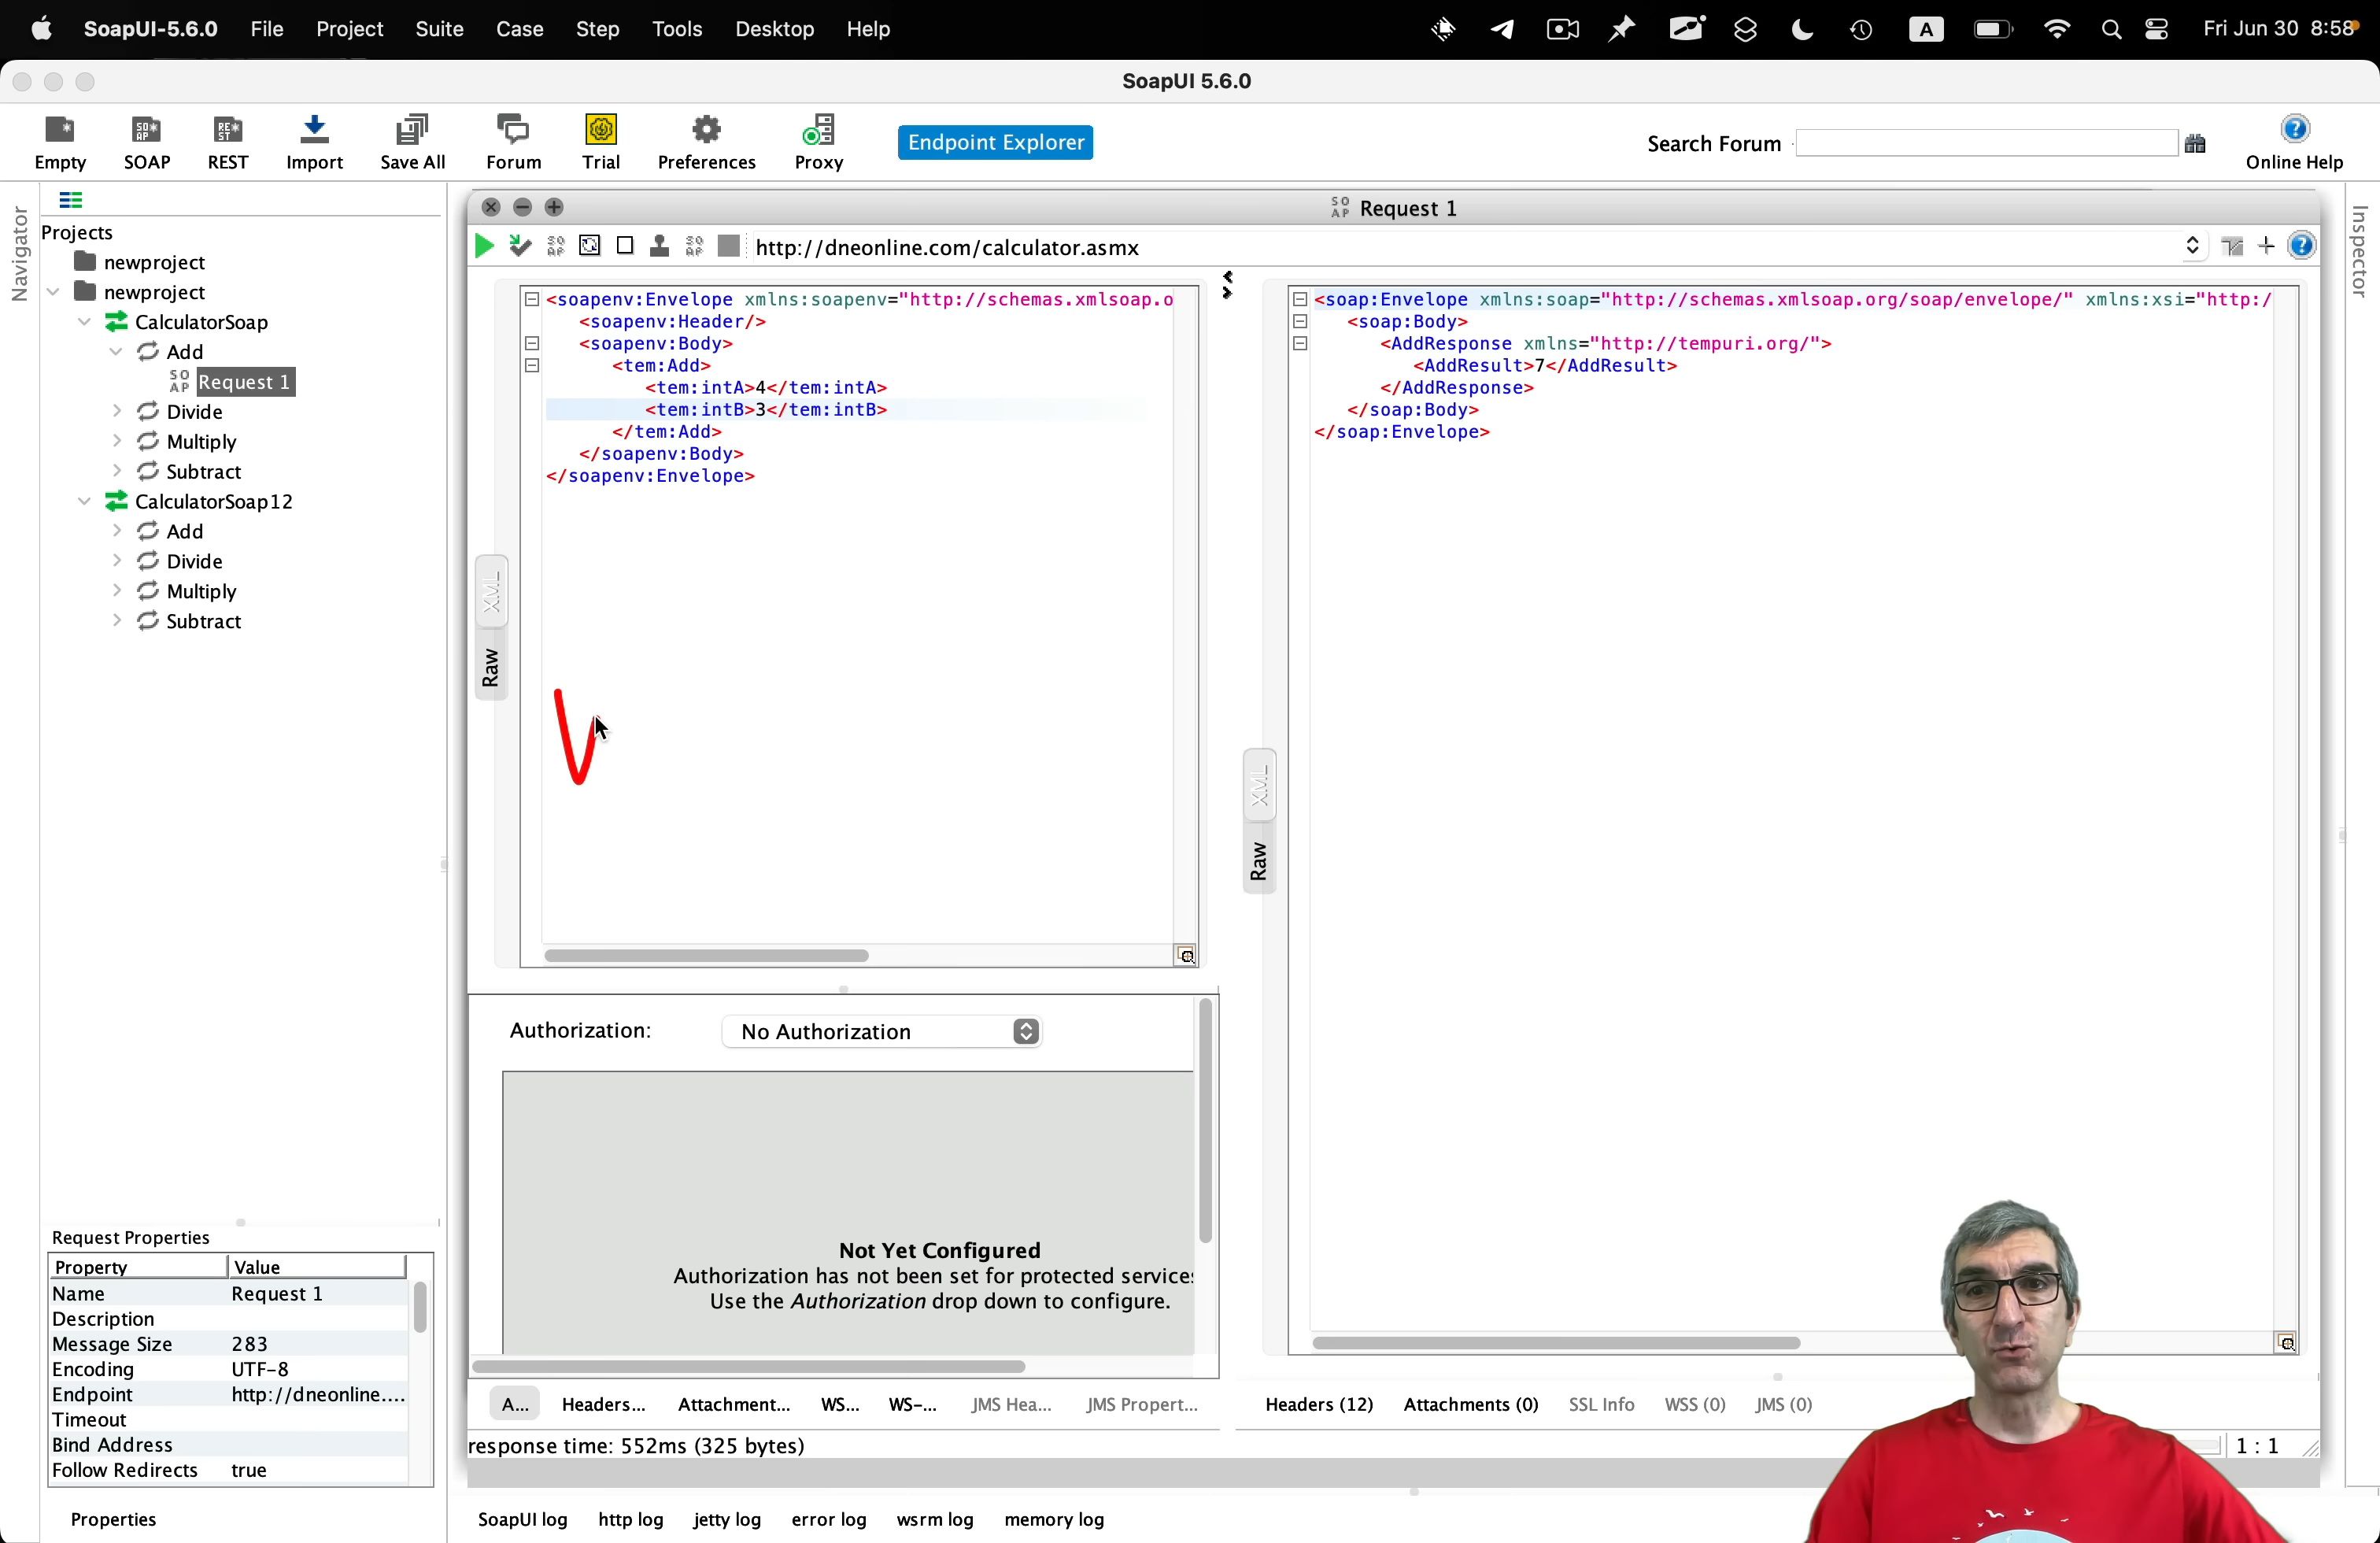 SoapUI-5.6.0 File Project Suite Case Step Tools Desktop Help A Fri Jun 30 8:58
SoapUI 5.6.0
Empty SOAP REST Import Save All Forum Trial Preferences Proxy Endpoint Explorer Search Forum Online Help
Navigator
Projects
newproject
newproject
CalculatorSoap
Add
SO AP Request 1
Divide
Multiply
Subtract
CalculatorSoap12
Add
Divide
Multiply
Subtract
SO AP Request 1
http://dneonline.com/calculator.asmx
Inspector
<soapenv:Envelope xmlns:soapenv="http://schemas.xmlsoap.o
<soapenv:Header/>
<soapenv:Body>
<tem:Add>
<tem:intA>4</tem:intA>
<tem:intB>3</tem:intB>
</tem:Add>
</soapenv:Body>
</soapenv:Envelope>
XML
Raw
<soap:Envelope xmlns:soap="http://schemas.xmlsoap.org/soap/envelope/" xmlns:xsi="http:/
<soap:Body>
<AddResponse xmlns="http://tempuri.org/">
<AddResult>7</AddResult>
</AddResponse>
</soap:Body>
</soap:Envelope>
XML
Raw
Authorization: No Authorization
Not Yet Configured
Authorization has not been set for protected services
Use the Authorization drop down to configure.
A... Headers... Attachment... WS... WS-... JMS Hea... JMS Propert...
Headers (12) Attachments (0) SSL Info WSS (0) JMS (0)
response time: 552ms (325 bytes)
1 : 1
Request Properties
Property Value
Name Request 1
Description
Message Size 283
Encoding UTF-8
Endpoint http://dneonline....
Timeout
Bind Address
Follow Redirects true
Properties
SoapUI log http log jetty log error log wsrm log memory log